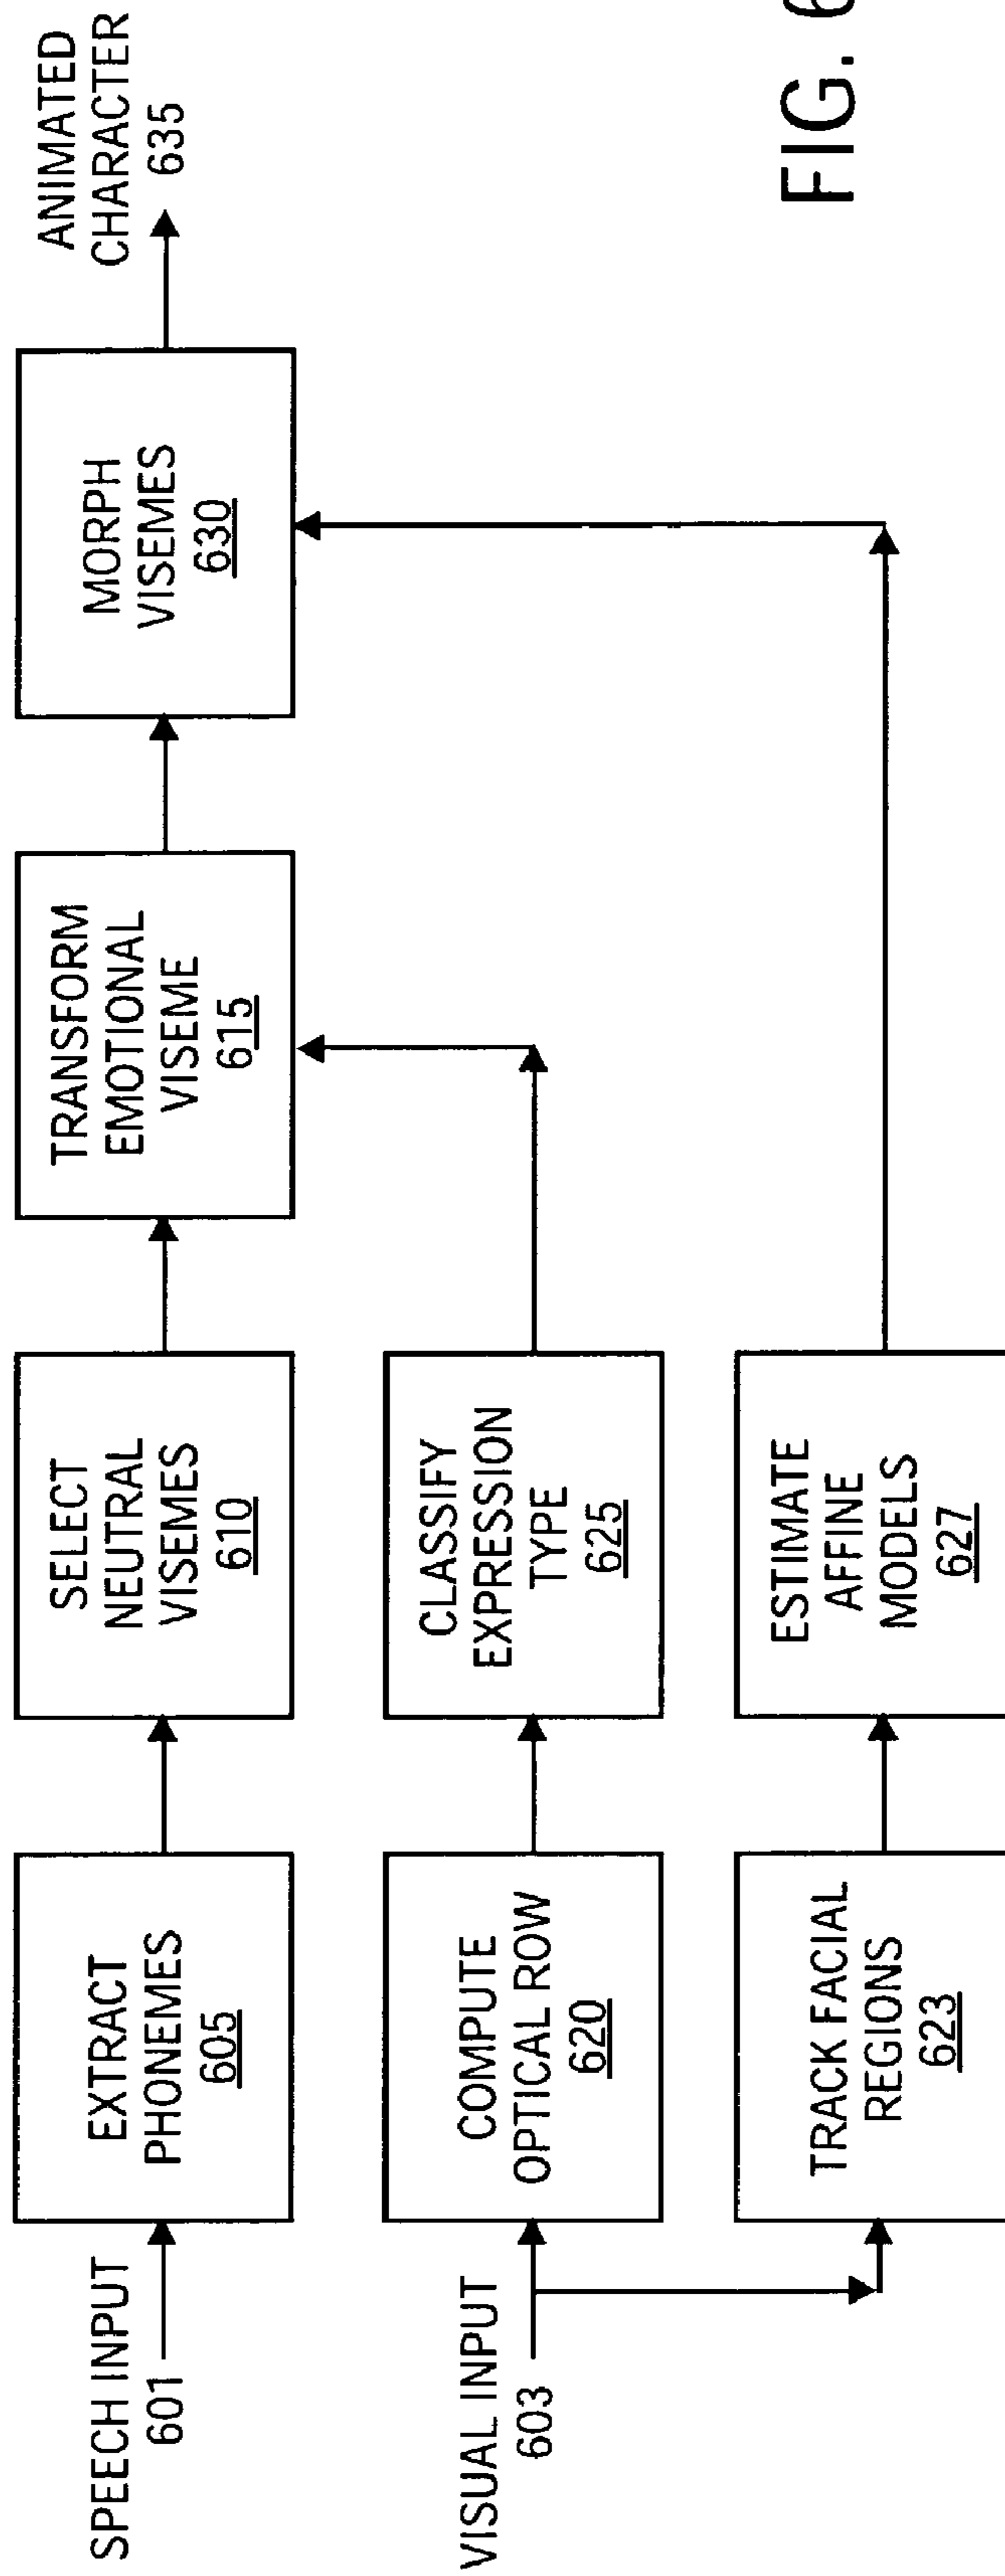 SPEECH INPUT
601
EXTRACT
PHONEMES
605
SELECT
NEUTRAL
VISEMES
610
TRANSFORM
EMOTIONAL
VISEME
615
MORPH
VISEMES
630
ANIMATED
CHARACTER
635
VISUAL INPUT
603
COMPUTE
OPTICAL ROW
620
CLASSIFY
EXPRESSION
TYPE
625
TRACK FACIAL
REGIONS
623
ESTIMATE
AFFINE
MODELS
627
FIG. 6